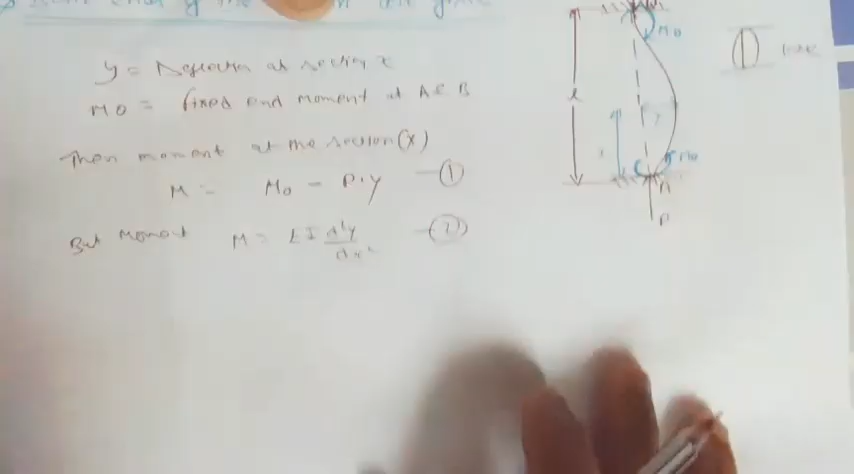 y = Deflection at section x
M0 = fixed end moment at A & B
Then moment at the section (x)
M = M0 - P.y —①
But moment M = EI d²y/dx² —②
M0
l
y
x
M0
A
P